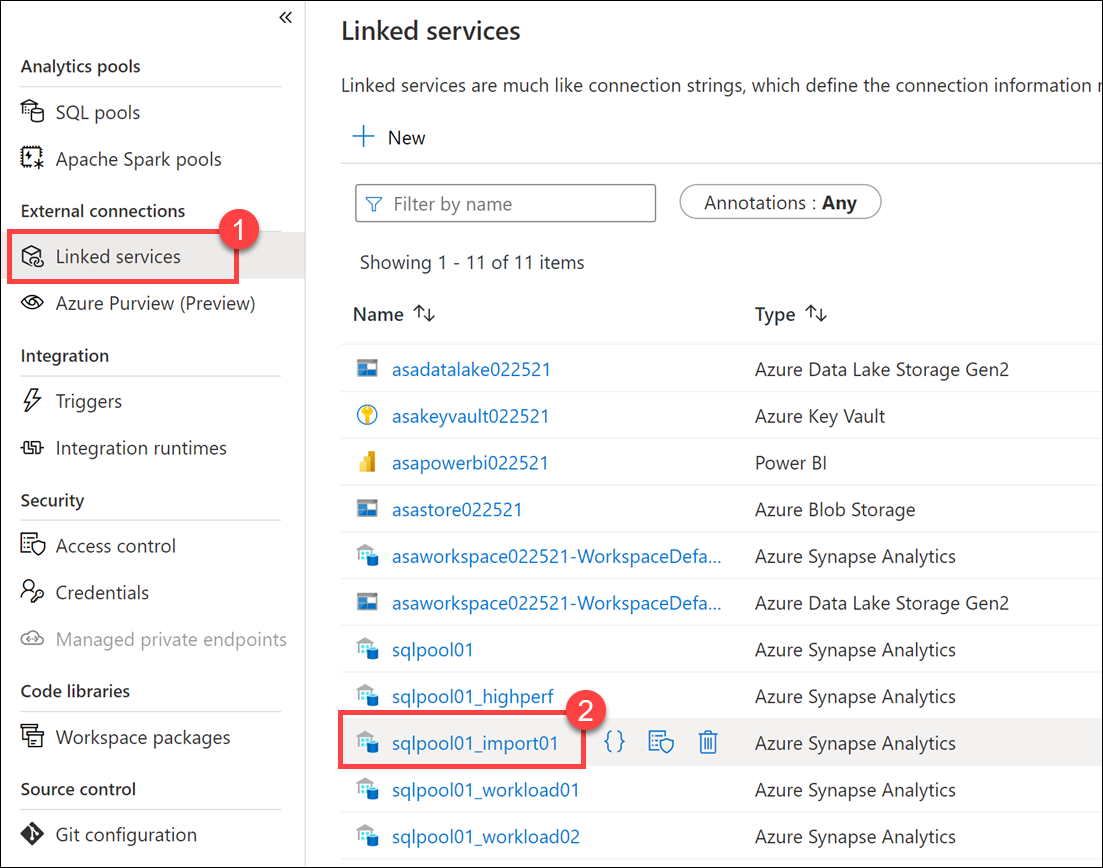 «
Analytics pools
SQL pools
Apache Spark pools
External connections
1
Linked services
Azure Purview (Preview)
Integration
Triggers
Integration runtimes
Security
Access control
Credentials
Managed private endpoints
Code libraries
Workspace packages
Source control
Git configuration
Linked services
Linked services are much like connection strings, which define the connection information
New
Filter by name
Annotations : Any
Showing 1 - 11 of 11 items
Name Type
asadatalake022521 Azure Data Lake Storage Gen2
asakeyvault022521 Azure Key Vault
asapowerbi022521 Power BI
asastore022521 Azure Blob Storage
asaworkspace022521-WorkspaceDefa... Azure Synapse Analytics
asaworkspace022521-WorkspaceDefa... Azure Data Lake Storage Gen2
sqlpool01 Azure Synapse Analytics
sqlpool01_highperf Azure Synapse Analytics
2
sqlpool01_import01 {} Azure Synapse Analytics
sqlpool01_workload01 Azure Synapse Analytics
sqlpool01_workload02 Azure Synapse Analytics